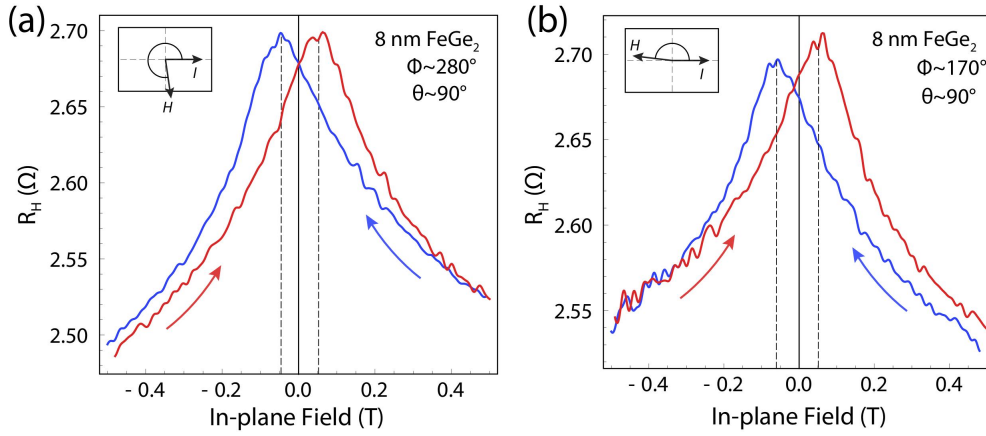 (a)
8 nm FeGe₂
Φ~280°
θ~90°
H
I
R_H (Ω)
2.70
2.65
2.60
2.55
2.50
- 0.4
- 0.2
0.0
0.2
0.4
In-plane Field (T)
(b)
8 nm FeGe₂
Φ~170°
θ~90°
H
I
R_H (Ω)
2.70
2.65
2.60
2.55
- 0.4
- 0.2
0.0
0.2
0.4
In-plane Field (T)